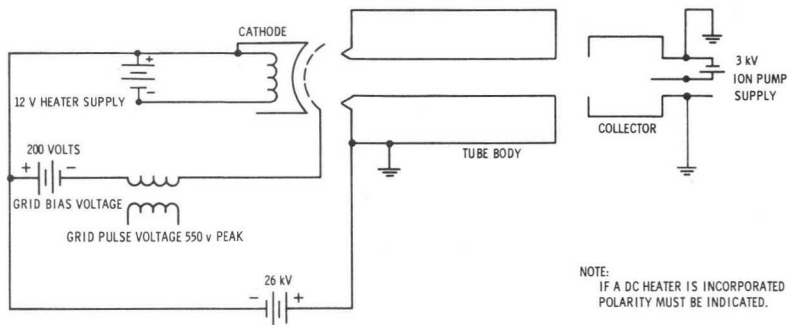 CATHODE
+
-
12 V HEATER SUPPLY
3 kV
ION PUMP
SUPPLY
COLLECTOR
TUBE BODY
200 VOLTS
+ -
GRID BIAS VOLTAGE
GRID PULSE VOLTAGE 550 v PEAK
26 kV
- +
NOTE:
IF A DC HEATER IS INCORPORATED
POLARITY MUST BE INDICATED.